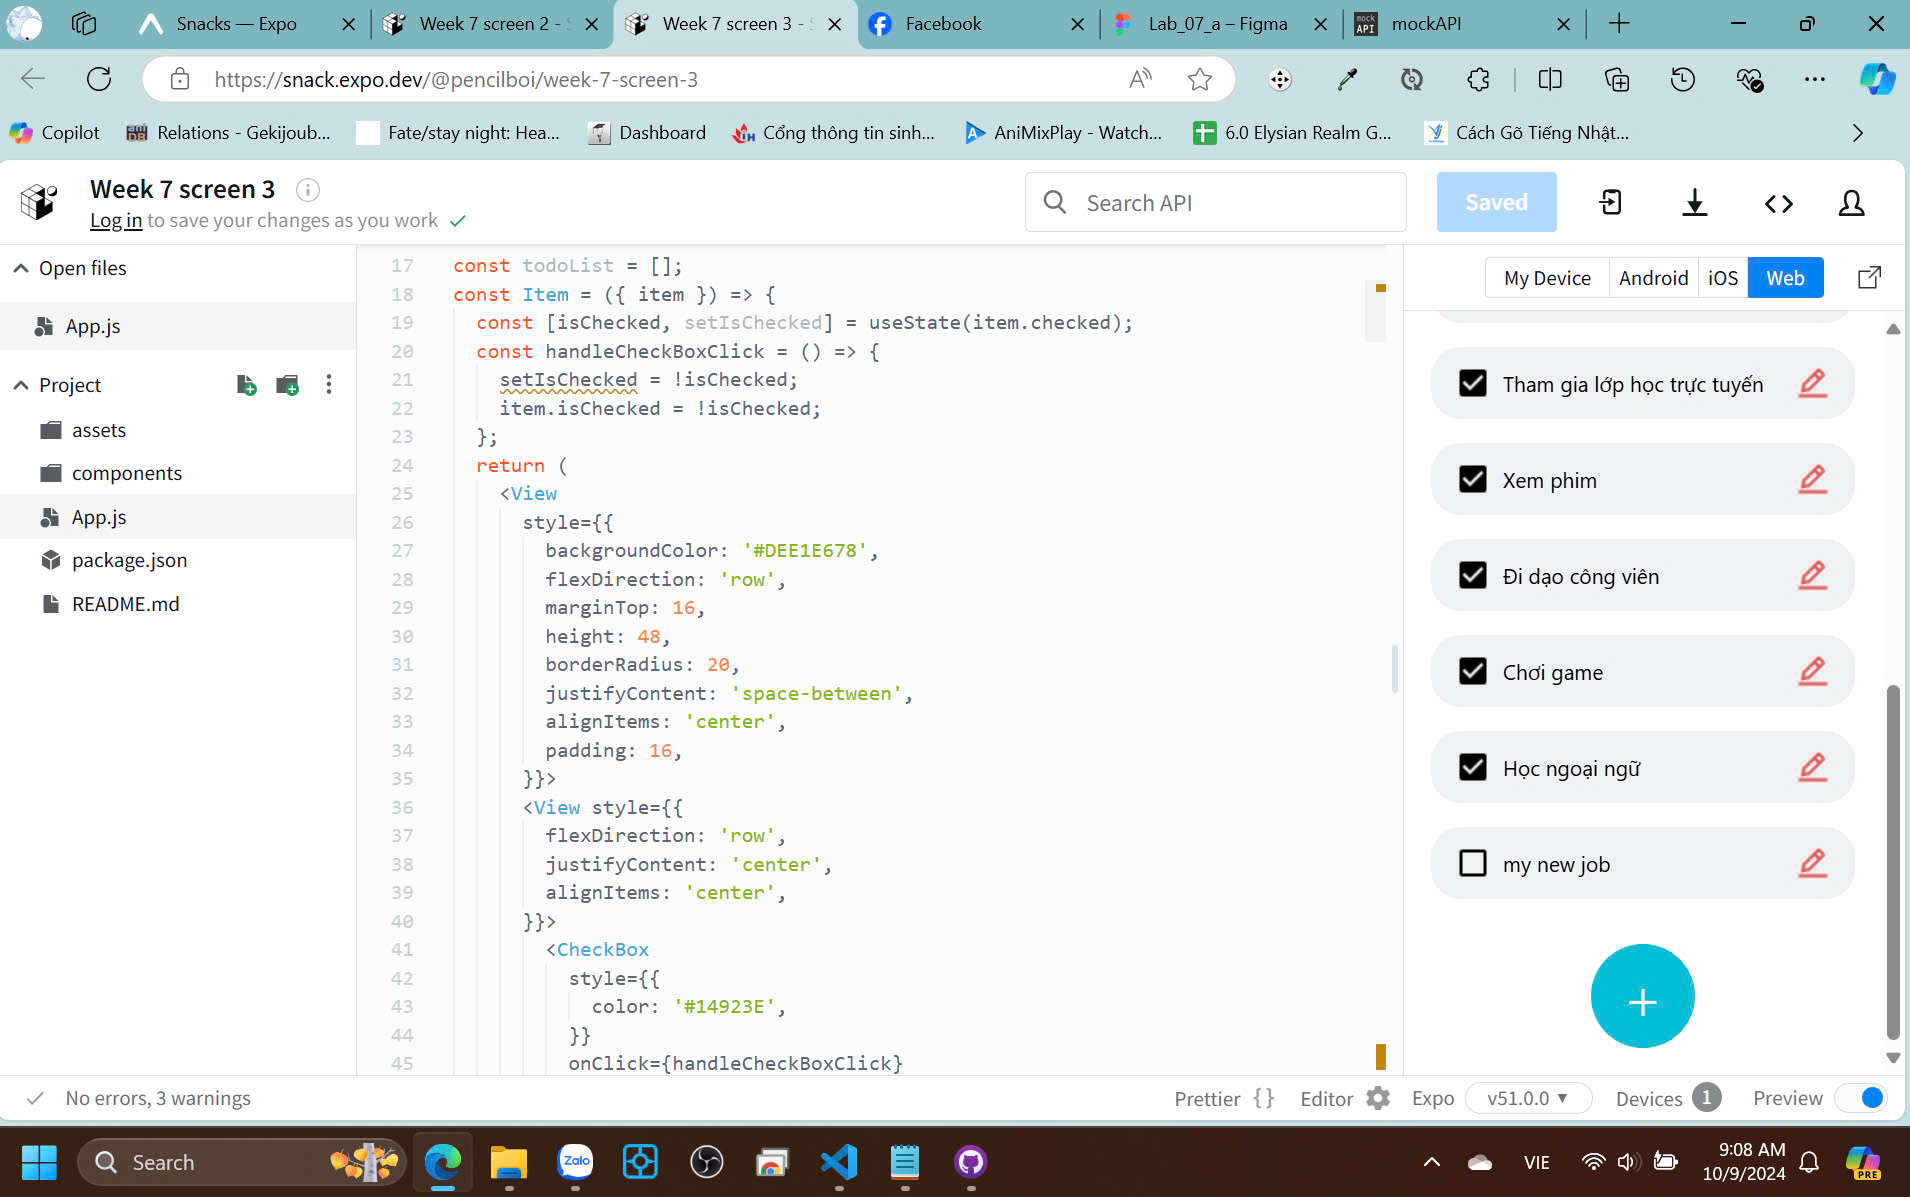 Snacks — Expo
Week 7 screen 2 -
Week 7 screen 3 -
Facebook
Lab_07_a – Figma
mock API
mockAPI
https://snack.expo.dev/@pencilboi/week-7-screen-3
Copilot
Relations - Gekijoub...
Fate/stay night: Hea...
Dashboard
Cổng thông tin sinh...
AniMixPlay - Watch...
6.0 Elysian Realm G...
Cách Gõ Tiếng Nhật...
Week 7 screen 3
Log in to save your changes as you work
Search API
Saved
Open files
App.js
Project
assets
components
App.js
package.json
README.md
17 const todoList = [];
18 const Item = ({ item }) => {
19 const [isChecked, setIsChecked] = useState(item.checked);
20 const handleCheckBoxClick = () => {
21 setIsChecked = !isChecked;
22 item.isChecked = !isChecked;
23 };
24 return (
25 <View
26 style={{
27 backgroundColor: '#DEE1E678',
28 flexDirection: 'row',
29 marginTop: 16,
30 height: 48,
31 borderRadius: 20,
32 justifyContent: 'space-between',
33 alignItems: 'center',
34 padding: 16,
35 }}>
36 <View style={{
37 flexDirection: 'row',
38 justifyContent: 'center',
39 alignItems: 'center',
40 }}>
41 <CheckBox
42 style={{
43 color: '#14923E',
44 }}
45 onClick={handleCheckBoxClick}
My Device
Android
iOS
Web
Tham gia lớp học trực tuyến
Xem phim
Đi dạo công viên
Chơi game
Học ngoại ngữ
my new job
+
No errors, 3 warnings
Prettier { }
Editor
Expo
v51.0.0
Devices 1
Preview
Search
Zalo
VIE
9:08 AM
10/9/2024
PRE